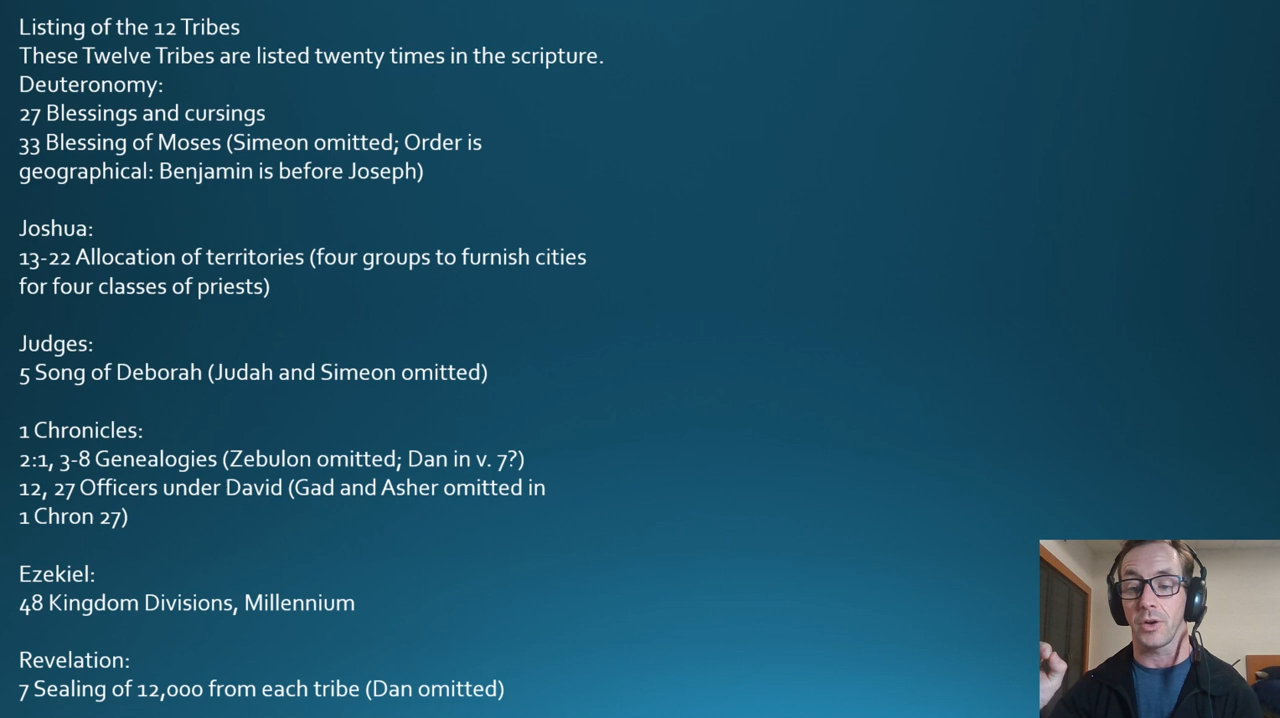 Listing of the 12 Tribes
These Twelve Tribes are listed twenty times in the scripture.
Deuteronomy:
27 Blessings and cursings
33 Blessing of Moses (Simeon omitted; Order is
geographical: Benjamin is before Joseph)
Joshua:
13-22 Allocation of territories (four groups to furnish cities
for four classes of priests)
Judges:
5 Song of Deborah (Judah and Simeon omitted)
1 Chronicles:
2:1, 3-8 Genealogies (Zebulon omitted; Dan in v. 7?)
12, 27 Officers under David (Gad and Asher omitted in
1 Chron 27)
Ezekiel:
48 Kingdom Divisions, Millennium
Revelation:
7 Sealing of 12,000 from each tribe (Dan omitted)